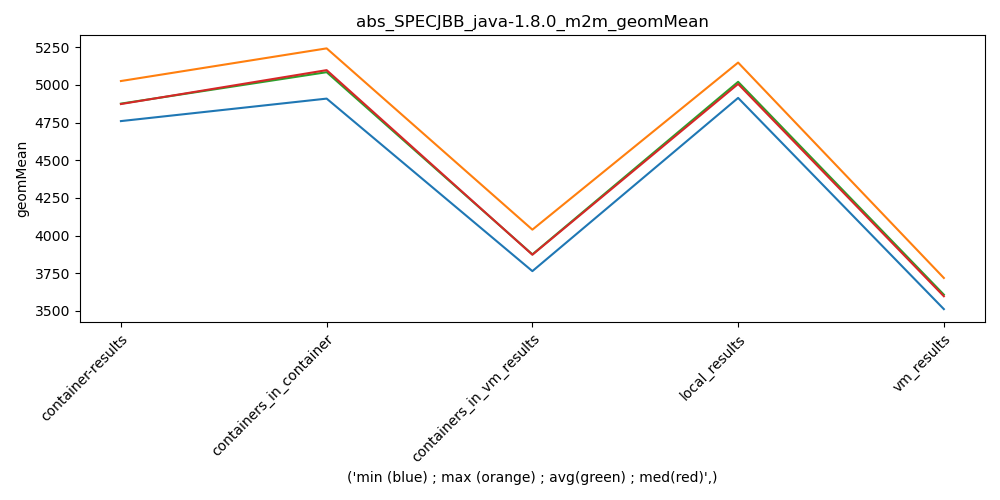 abs_SPECJBB_java-1.8.0_m2m_geomMean
geomMean
5250
5000
4750
4500
4250
4000
3750
3500
container-results
containers_in_container
containers_in_vm_results
local_results
vm_results
('min (blue) ; max (orange) ; avg(green) ; med(red)',)